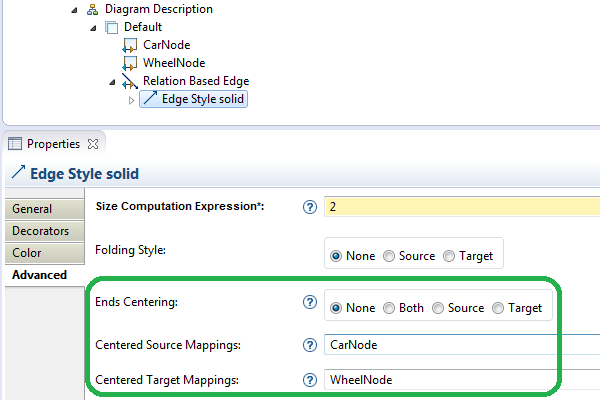 Diagram Description
Default
CarNode
WheelNode
Relation Based Edge
Edge Style solid
Properties
Edge Style solid
General
Decorators
Color
Advanced
Size Computation Expression*: ? 2
Folding Style: None Source Target
Ends Centering: ? None Both Source Target
Centered Source Mappings: ? CarNode
Centered Target Mappings: ? WheelNode